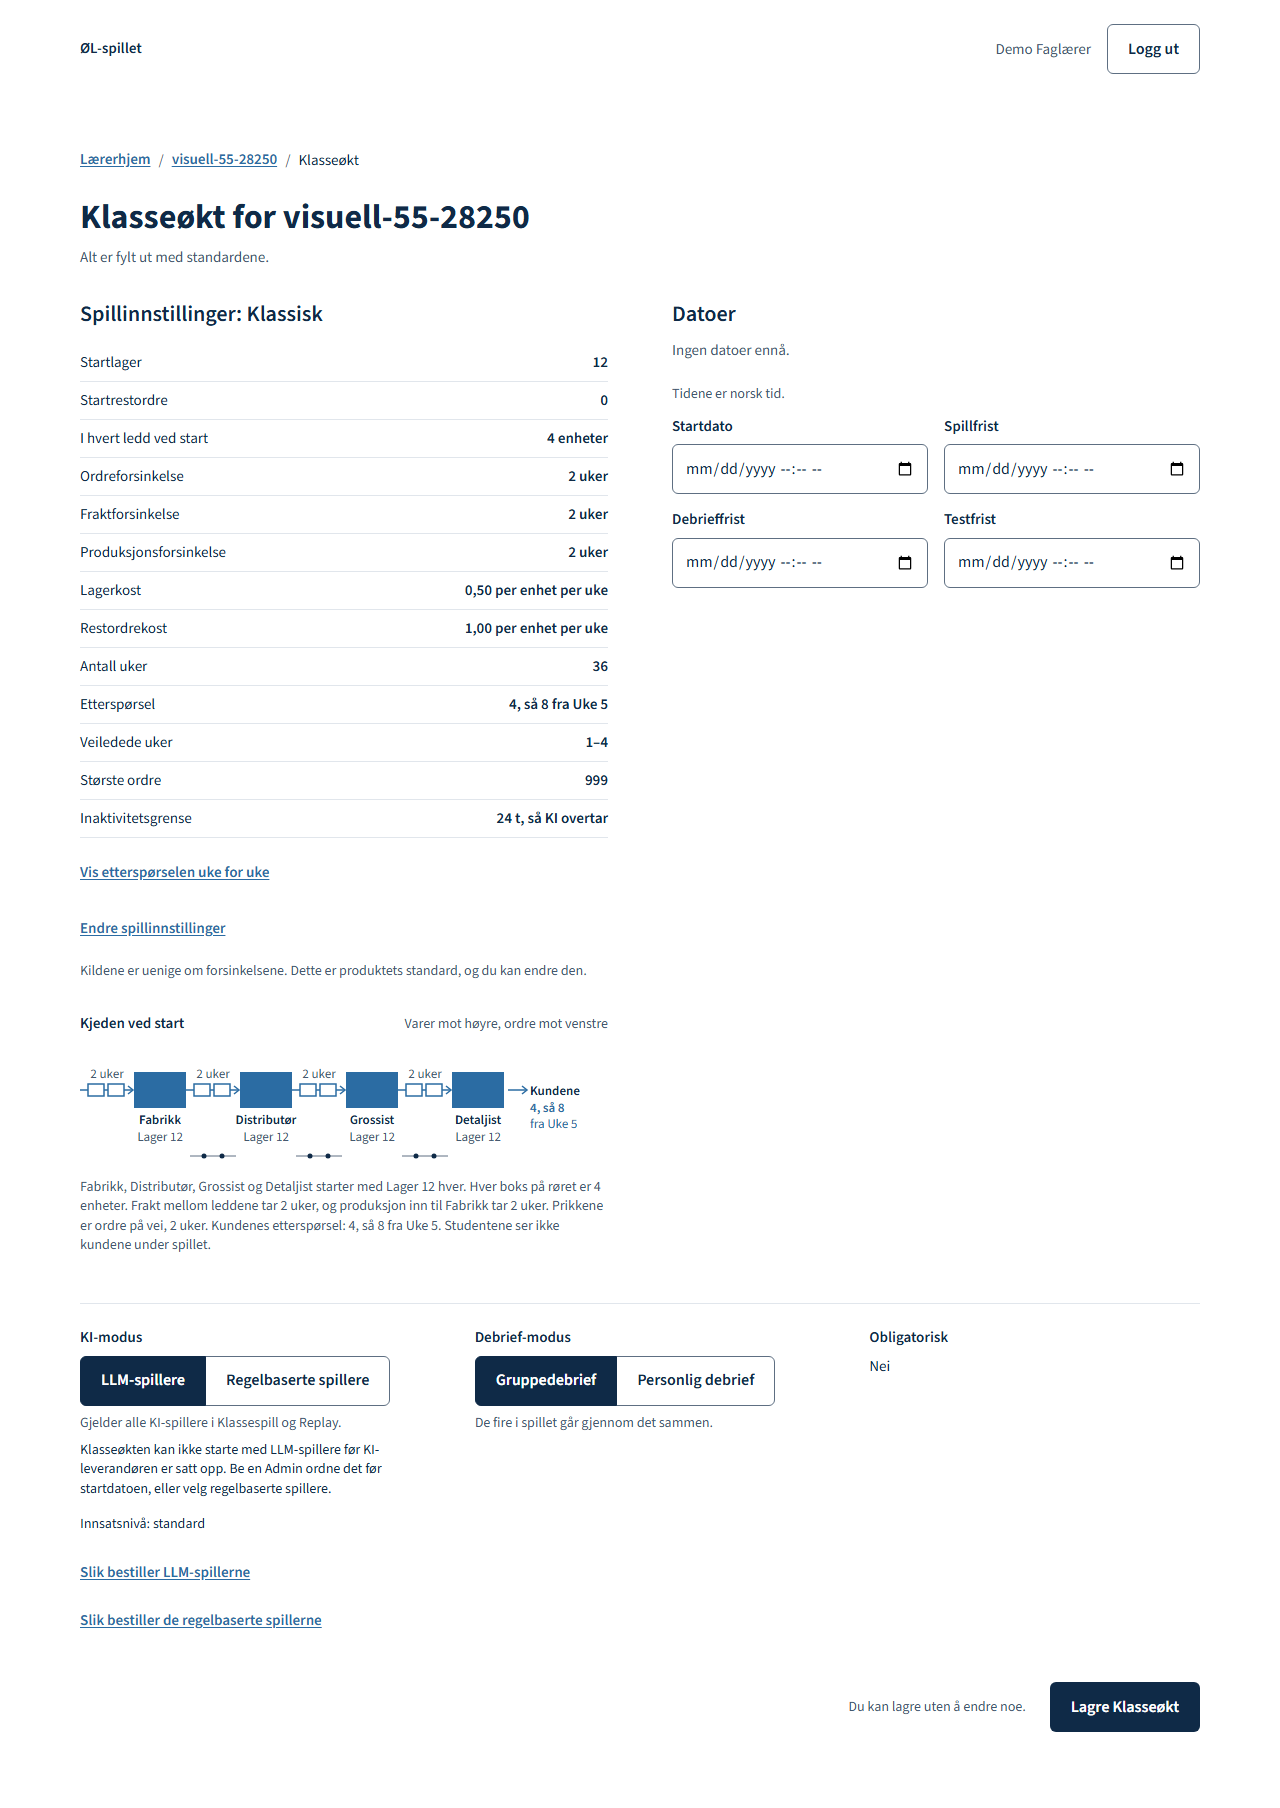 ØL-spillet
Demo Faglærer
Logg ut
Lærerhjem / visuell-55-28250 / Klasseøkt
Klasseøkt for visuell-55-28250
Alt er fylt ut med standardene.
Spillinnstillinger: Klassisk
Startlager 12
Startrestordre 0
I hvert ledd ved start 4 enheter
Ordreforsinkelse 2 uker
Fraktforsinkelse 2 uker
Produksjonsforsinkelse 2 uker
Lagerkost 0,50 per enhet per uke
Restordrekost 1,00 per enhet per uke
Antall uker 36
Etterspørsel 4, så 8 fra Uke 5
Veiledede uker 1–4
Største ordre 999
Inaktivitetsgrense 24 t, så KI overtar
Vis etterspørselen uke for uke
Endre spillinnstillinger
Kildene er uenige om forsinkelsene. Dette er produktets standard, og du kan endre den.
Kjeden ved start
Varer mot høyre, ordre mot venstre
2 uker 2 uker 2 uker 2 uker
Kundene
4, så 8
fra Uke 5
Fabrikk Distributør Grossist Detaljist
Lager 12 Lager 12 Lager 12 Lager 12
Fabrikk, Distributør, Grossist og Detaljist starter med Lager 12 hver. Hver boks på røret er 4
enheter. Frakt mellom leddene tar 2 uker, og produksjon inn til Fabrikk tar 2 uker. Prikkene
er ordre på vei, 2 uker. Kundenes etterspørsel: 4, så 8 fra Uke 5. Studentene ser ikke
kundene under spillet.
Datoer
Ingen datoer ennå.
Tidene er norsk tid.
Startdato
mm/dd/yyyy --:-- --
Spillfrist
mm/dd/yyyy --:-- --
Debrieffrist
mm/dd/yyyy --:-- --
Testfrist
mm/dd/yyyy --:-- --
KI-modus
LLM-spillere Regelbaserte spillere
Gjelder alle KI-spillere i Klassespill og Replay.
Klasseøkten kan ikke starte med LLM-spillere før KI-
leverandøren er satt opp. Be en Admin ordne det før
startdatoen, eller velg regelbaserte spillere.
Innsatsnivå: standard
Slik bestiller LLM-spillerne
Slik bestiller de regelbaserte spillerne
Debrief-modus
Gruppedebrief Personlig debrief
De fire i spillet går gjennom det sammen.
Obligatorisk
Nei
Du kan lagre uten å endre noe.
Lagre Klasseøkt